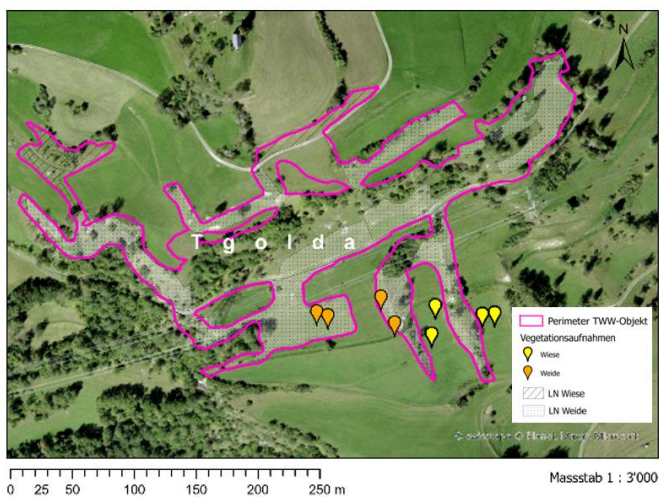 N
T g o l d a
Perimeter TWW-Objekt
Vegetationsaufnahmen
Wiese
Weide
LN Wiese
LN Weide
0 25 50 100 150 200 250 m
Massstab 1 : 3'000